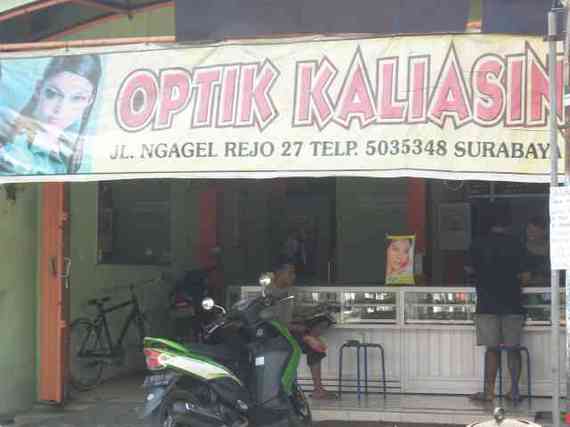 OPTIK KALIASIN
JL. NGAGEL REJO 27 TELP. 5035348 SURABAYA